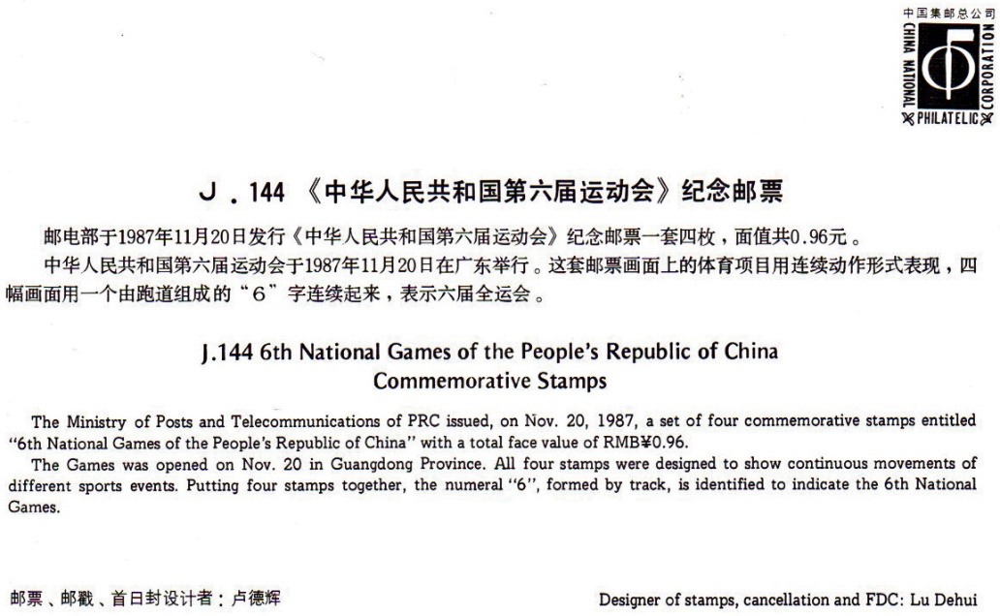 中国集邮总公司
CHINA NATIONAL
PHILATELIC
CORPORATION
J . 144 《中华人民共和国第六届运动会》纪念邮票
邮电部于1987年11月20日发行《中华人民共和国第六届运动会》纪念邮票一套四枚，面值共0.96元。
中华人民共和国第六届运动会于1987年11月20日在广东举行。这套邮票画面上的体育项目用连续动作形式表现，四
幅画面用一个由跑道组成的“6”字连续起来，表示六届全运会。
J.144 6th National Games of the People's Republic of China
Commemorative Stamps
The Ministry of Posts and Telecommunications of PRC issued, on Nov. 20, 1987, a set of four commemorative stamps entitled
“6th National Games of the People's Republic of China” with a total face value of RMB¥0.96.
The Games was opened on Nov. 20 in Guangdong Province. All four stamps were designed to show continuous movements of
different sports events. Putting four stamps together, the numeral “6”, formed by track, is identified to indicate the 6th National
Games.
邮票、邮戳、首日封设计者：卢德辉
Designer of stamps, cancellation and FDC: Lu Dehui